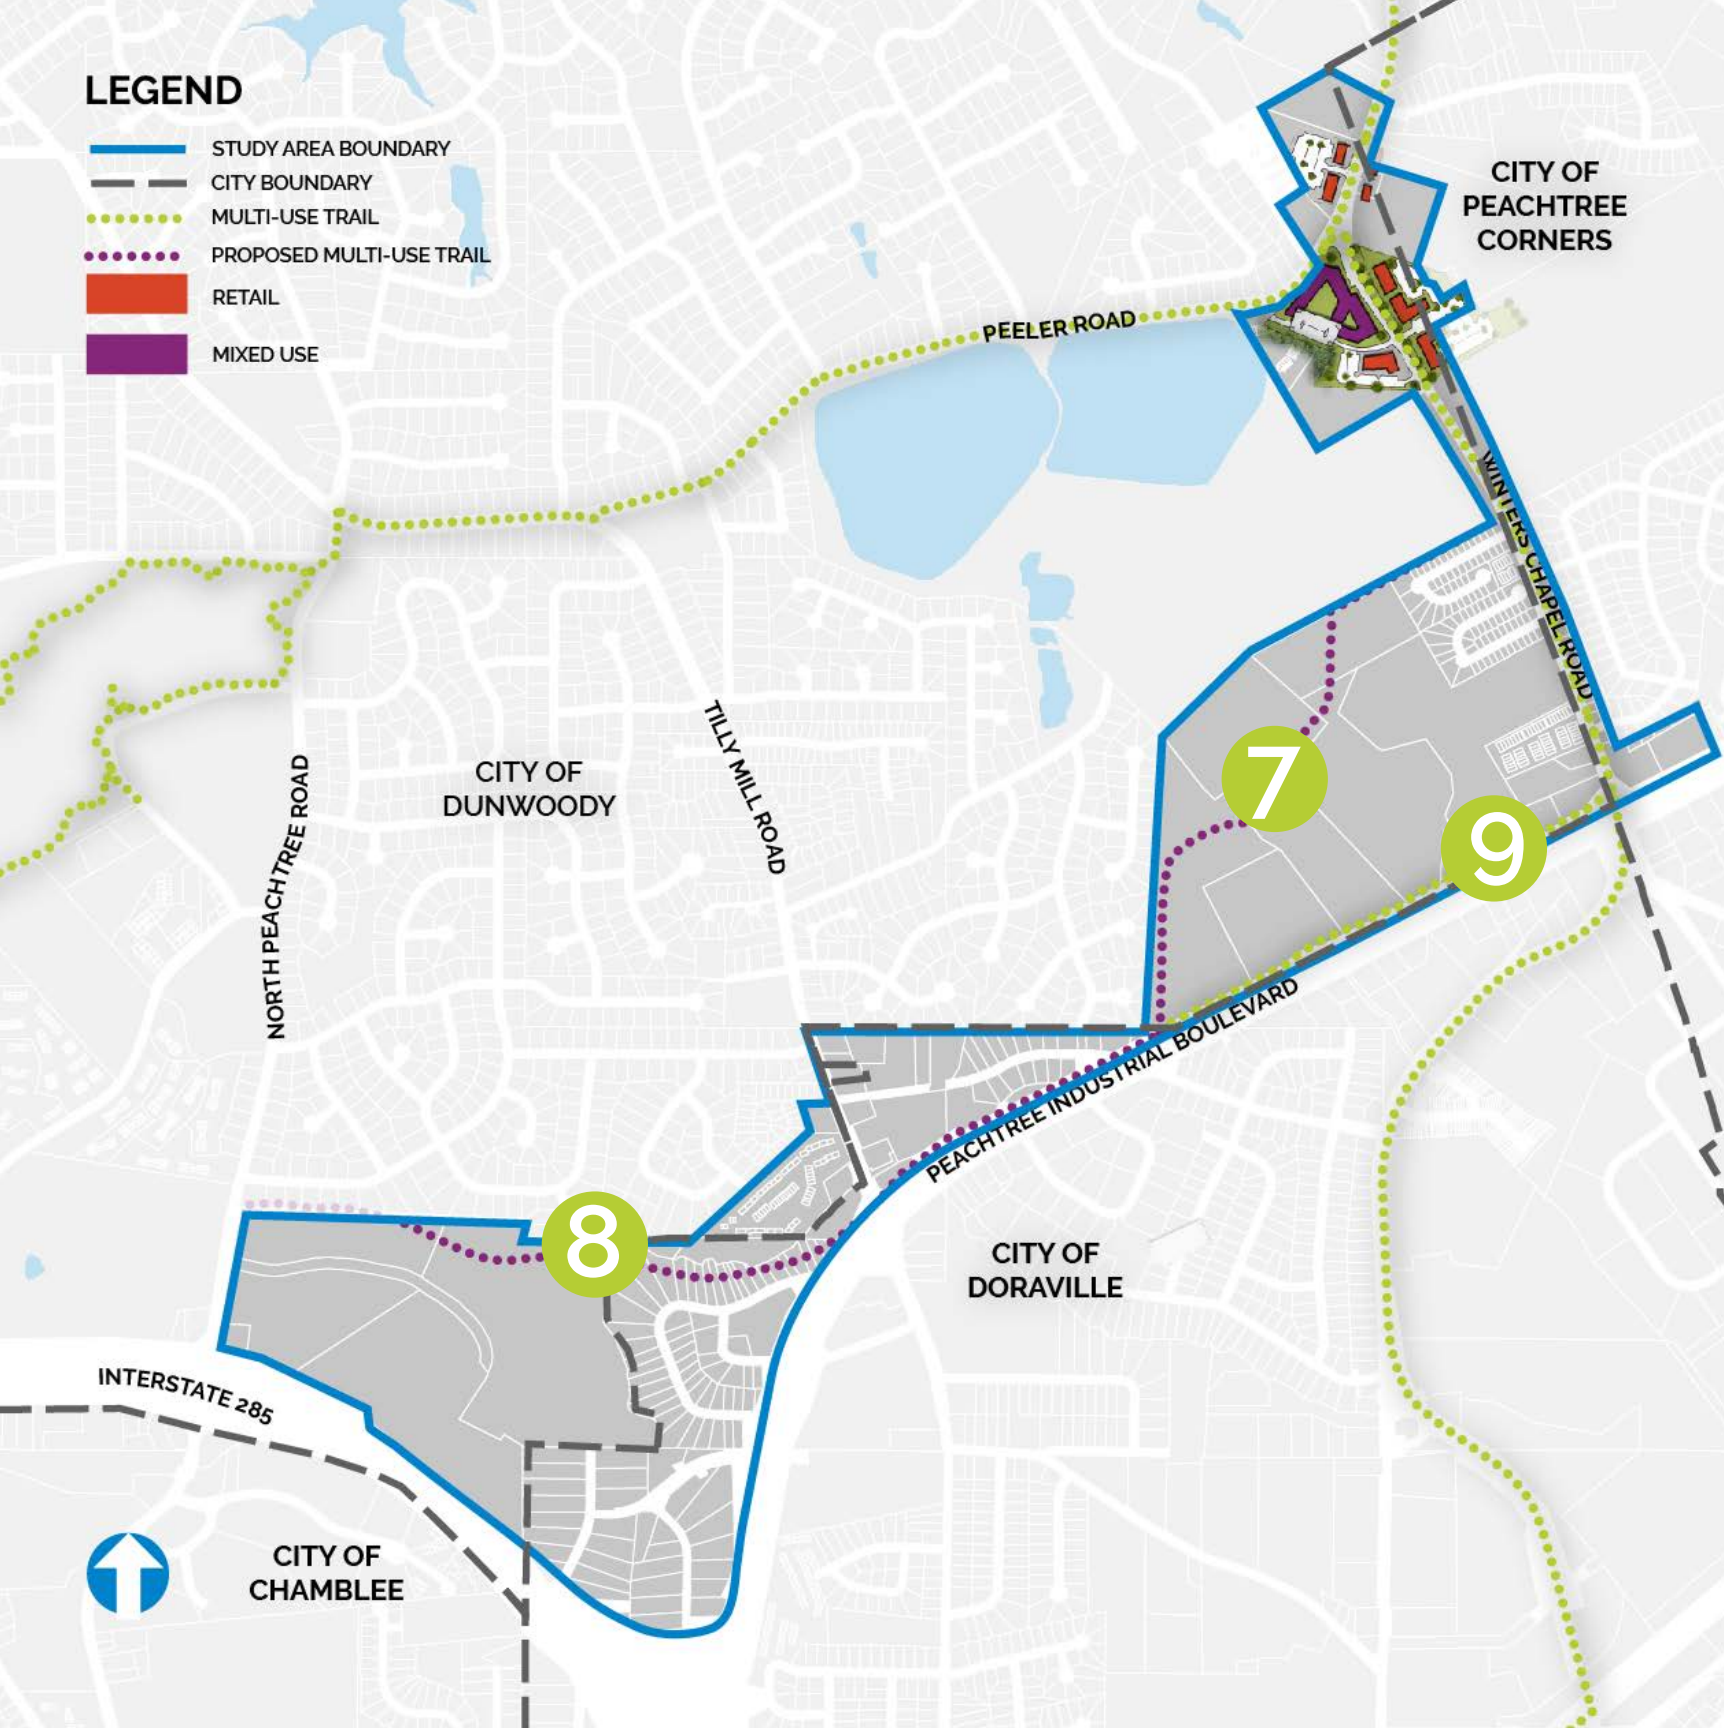 LEGEND
STUDY AREA BOUNDARY
CITY BOUNDARY
MULTI-USE TRAIL
PROPOSED MULTI-USE TRAIL
RETAIL
MIXED USE
CITY OF
PEACHTREE
CORNERS
PEELER ROAD
WINTERS CHAPEL ROAD
TILLY MILL ROAD
NORTH PEACHTREE ROAD
CITY OF
DUNWOODY
7
9
PEACHTREE INDUSTRIAL BOULEVARD
8
CITY OF
DORAVILLE
INTERSTATE 285
CITY OF
CHAMBLEE